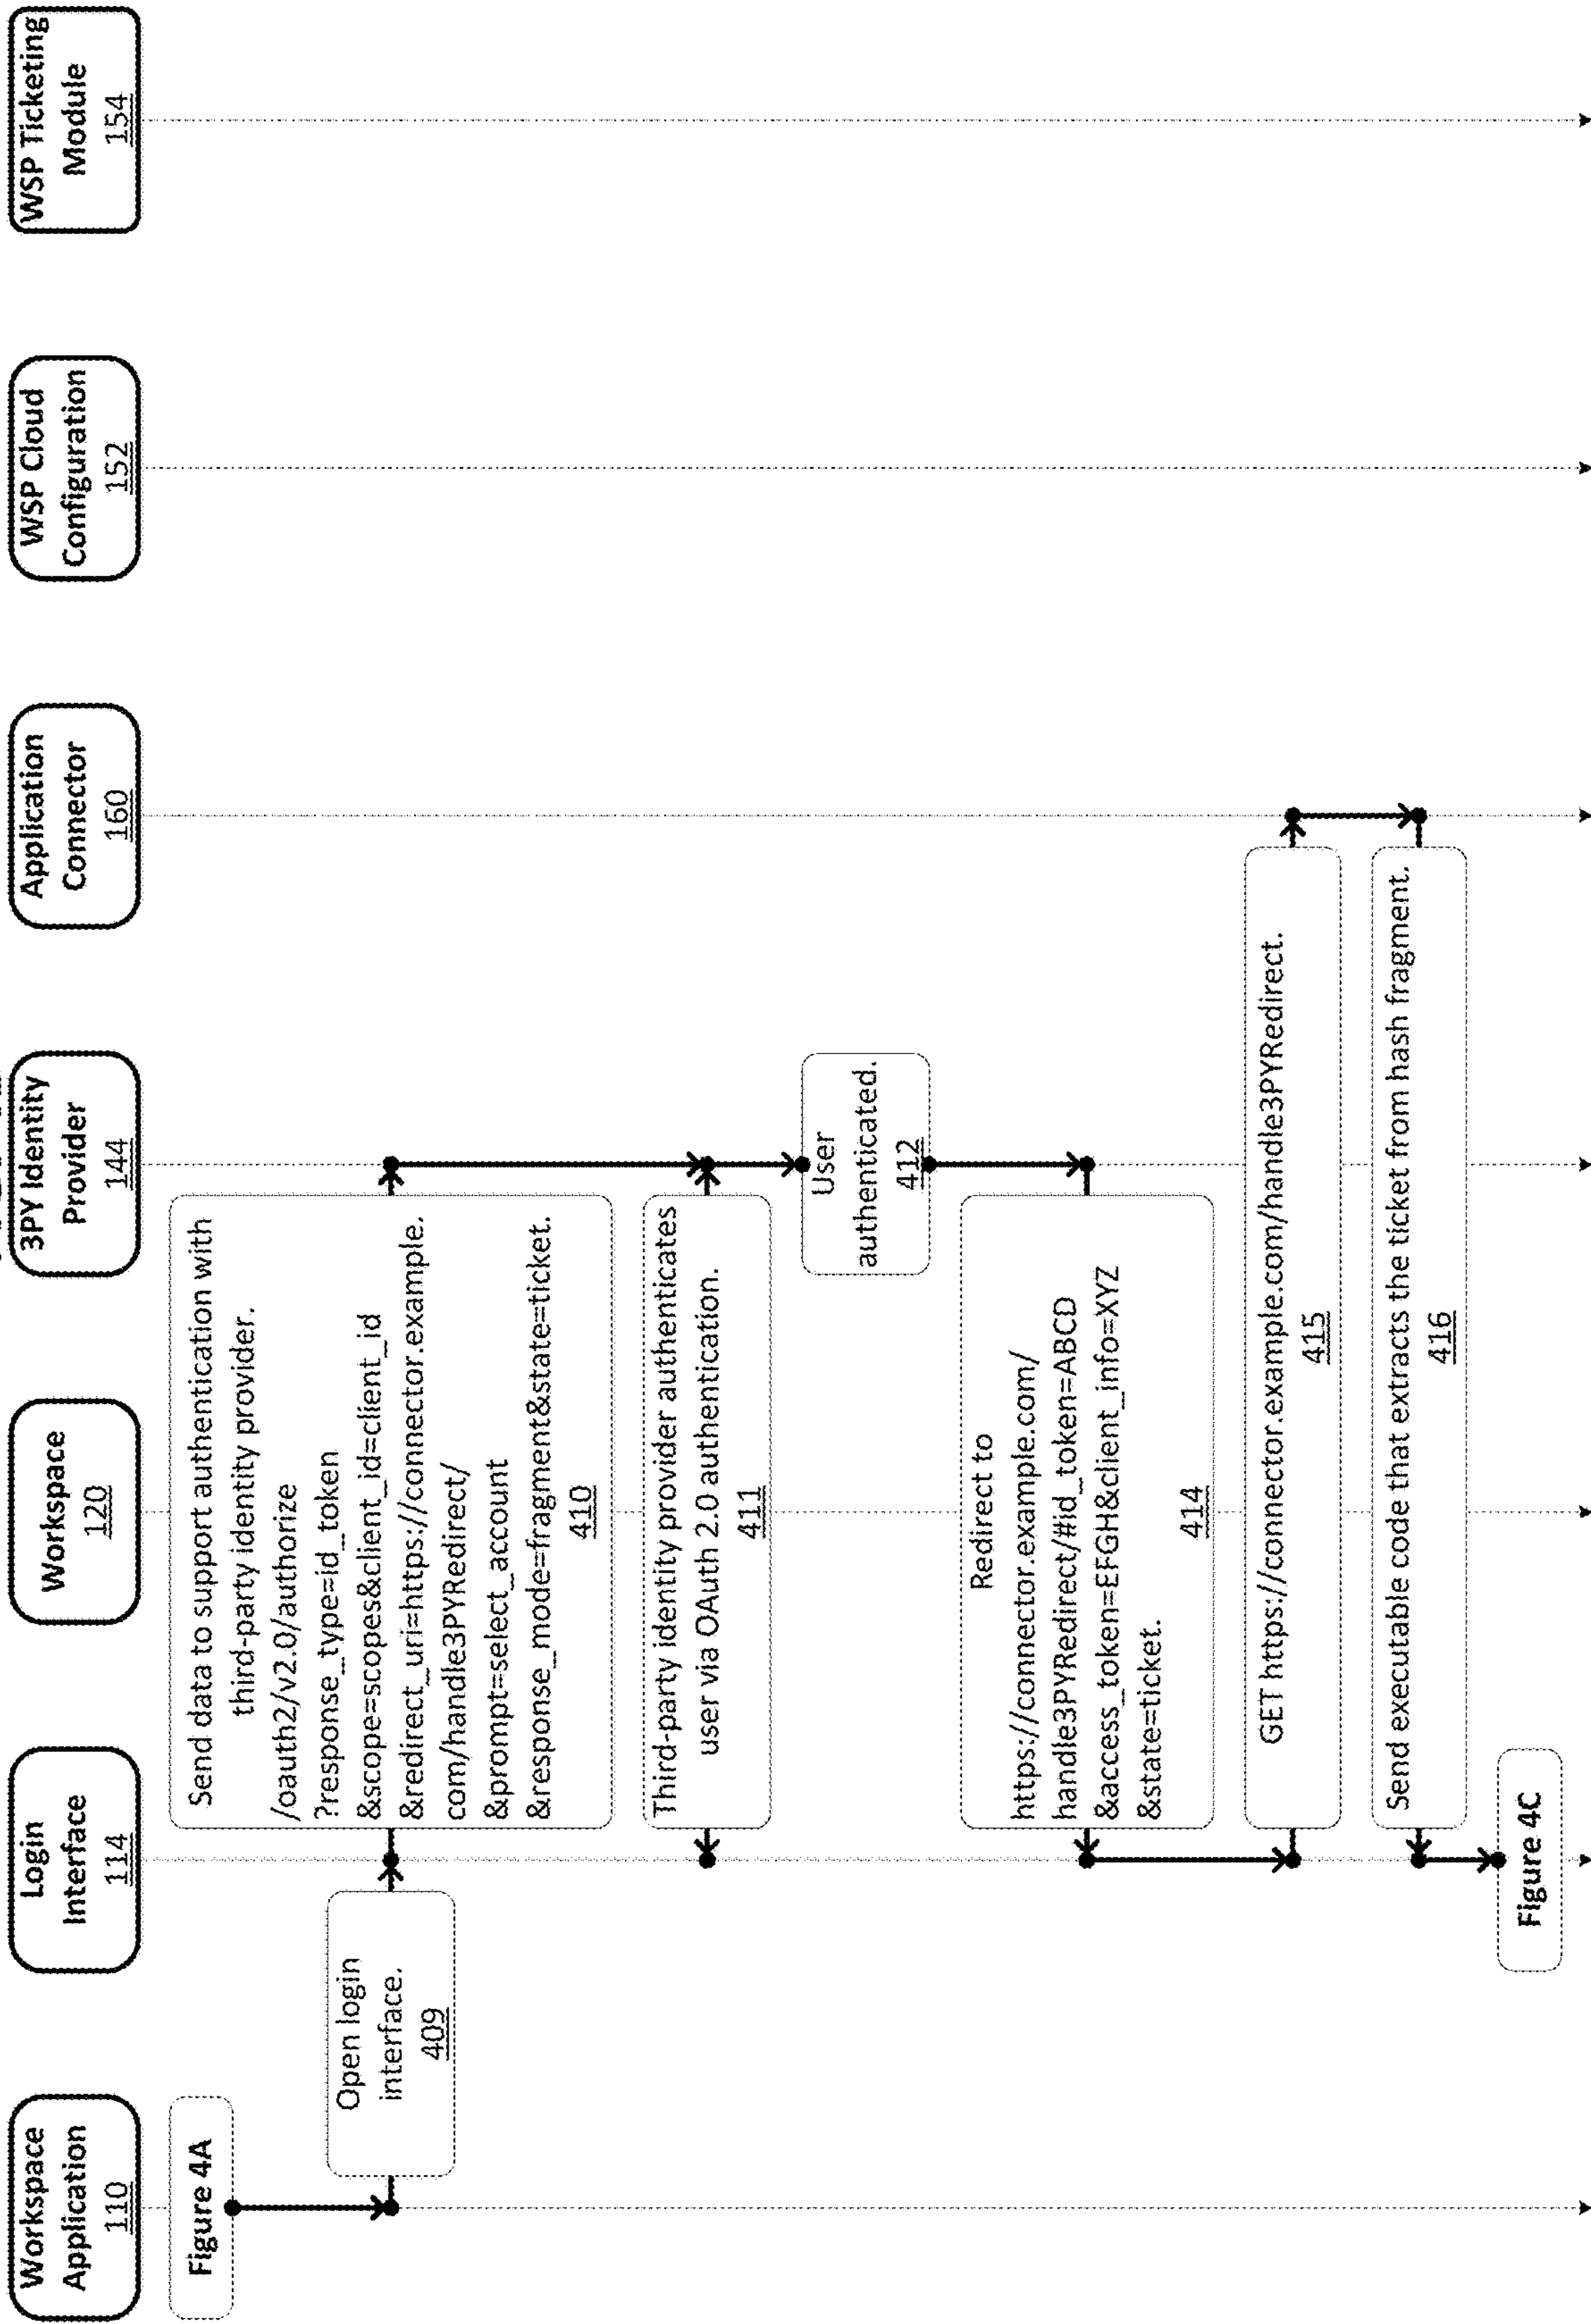 Workspace
Application
110
Login
Interface
114
Workspace
120
3PY Identity
Provider
144
Application
Connector
160
WSP Cloud
Configuration
152
WSP Ticketing
Module
154
Figure 4A
Open login
interface.
409
Send data to support authentication with
third-party identity provider.
/oauth2/v2.0/authorize
?response_type=id_token
&scope=scopes&client_id=client_id
&redirect_uri=https://connector.example.
com/handle3PYRedirect/
&prompt=select_account
&response_mode=fragment&state=ticket.
410
Third-party identity provider authenticates
user via OAuth 2.0 authentication.
411
User
authenticated.
412
Redirect to
https://connector.example.com/
handle3PYRedirect/#id_token=ABCD
&access_token=EFGH&client_info=XYZ
&state=ticket.
414
GET https://connector.example.com/handle3PYRedirect.
415
Send executable code that extracts the ticket from hash fragment.
416
Figure 4C